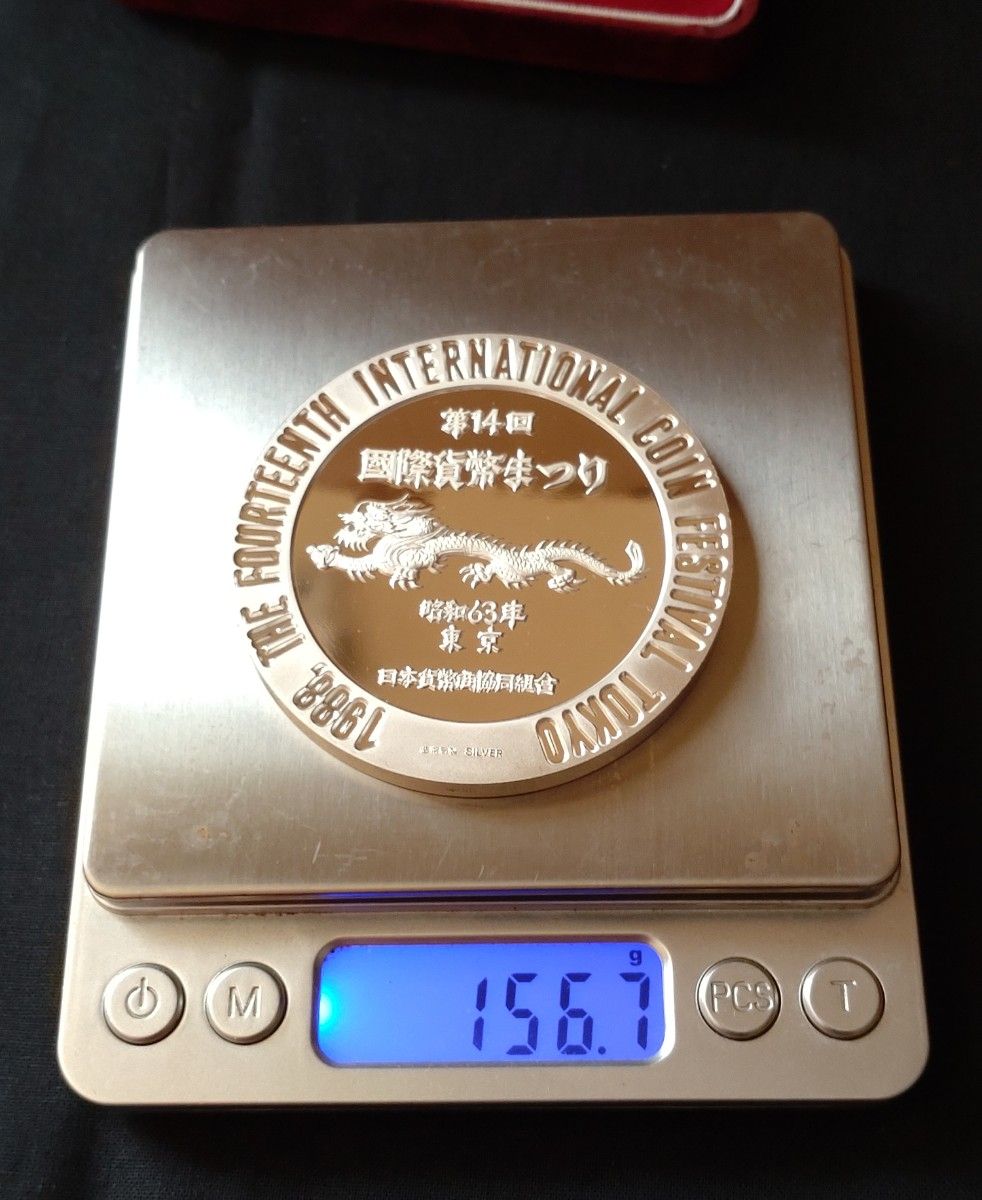 1988. THE FOURTEENTH INTERNATIONAL COIN FESTIVAL TOKYO
第14回
國際貨幣まつり
昭和63年
東京
日本貨幣商協同組合
SILVER
g
156.7
M
PCS
T